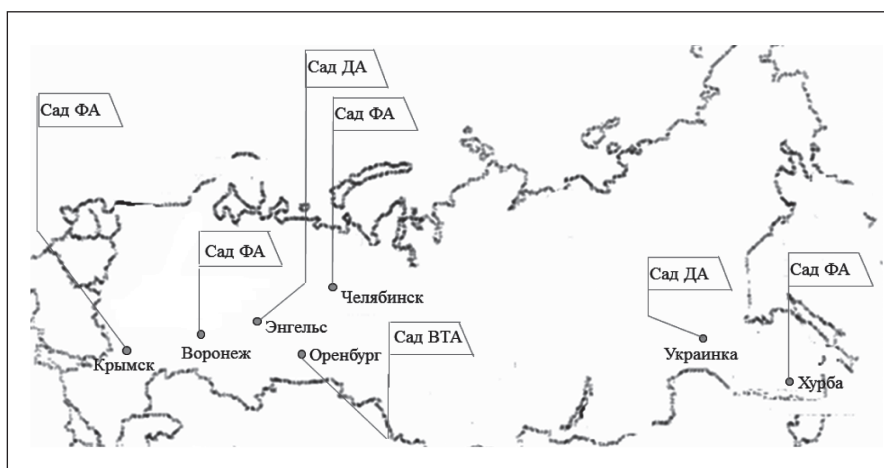 Сад ДА
Сад ФА
Сад ФА
Сад ФА
Сад ДА
Сад ФА
Челябинск
Энгельс
Воронеж
Оренбург
Сад ВТА
Украинка
Крымск
Хурба